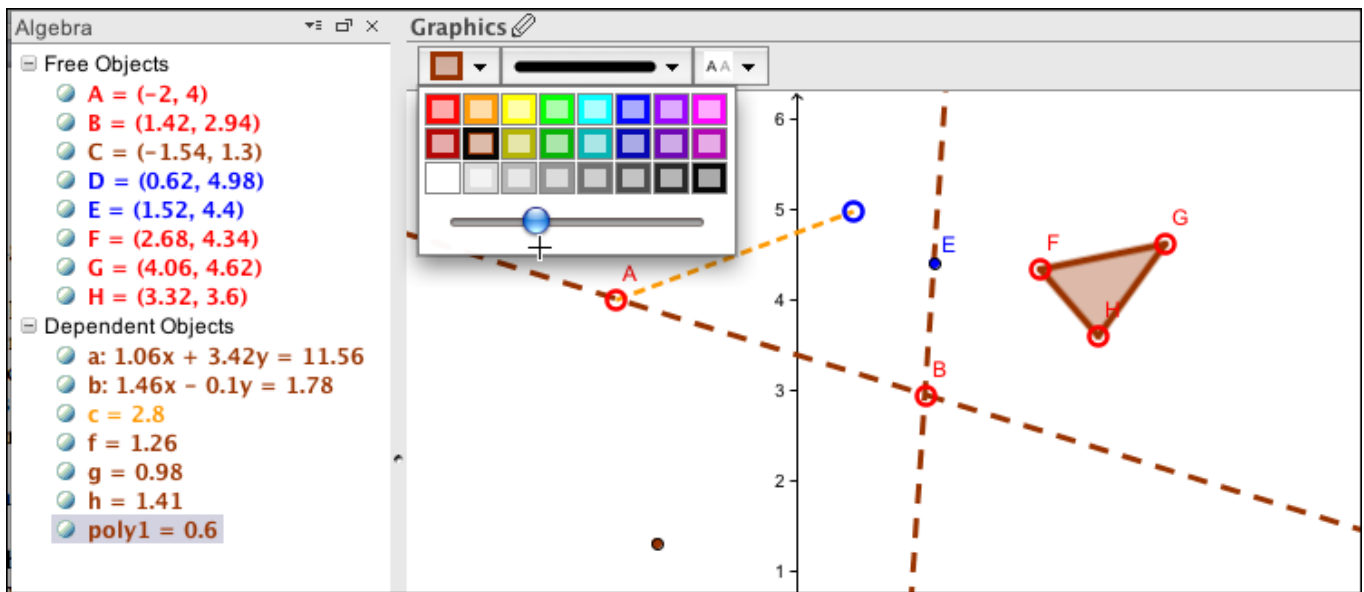 Algebra
Graphics
Free Objects
A = (−2, 4)
B = (1.42, 2.94)
C = (−1.54, 1.3)
D = (0.62, 4.98)
E = (1.52, 4.4)
F = (2.68, 4.34)
G = (4.06, 4.62)
H = (3.32, 3.6)
Dependent Objects
a: 1.06x + 3.42y = 11.56
b: 1.46x − 0.1y = 1.78
c = 2.8
f = 1.26
g = 0.98
h = 1.41
poly1 = 0.6
A A
6
5
4
3
2
1
A
B
E
F
G
H